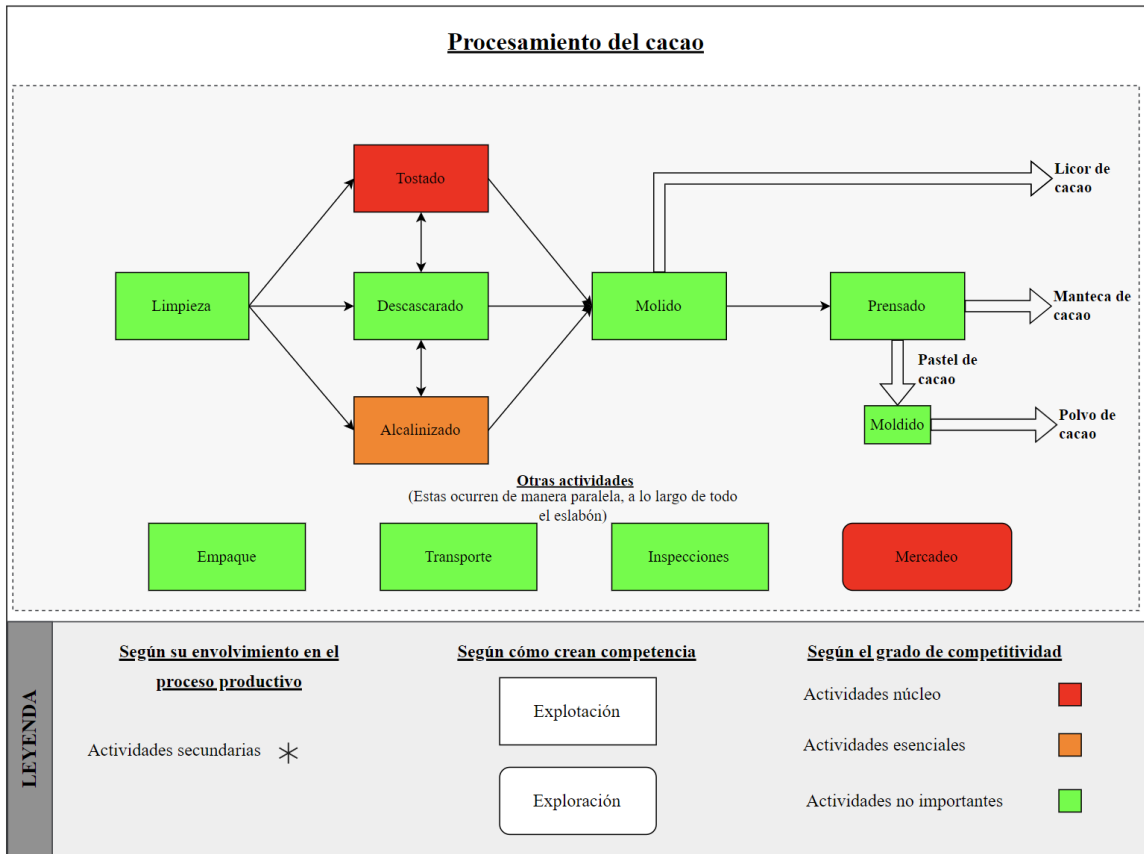 Procesamiento del cacao
Tostado
Licor de
cacao
Limpieza
Descascarado
Molido
Prensado
Manteca de
cacao
Pastel de
cacao
Alcalinizado
Moldido
Polvo de
cacao
Otras actividades
(Estas ocurren de manera paralela, a lo largo de todo
el eslabón)
Empaque
Transporte
Inspecciones
Mercadeo
LEYENDA
Según su envolvimiento en el
proceso productivo
Actividades secundarias
Según cómo crean competencia
Explotación
Exploración
Según el grado de competitividad
Actividades núcleo
Actividades esenciales
Actividades no importantes